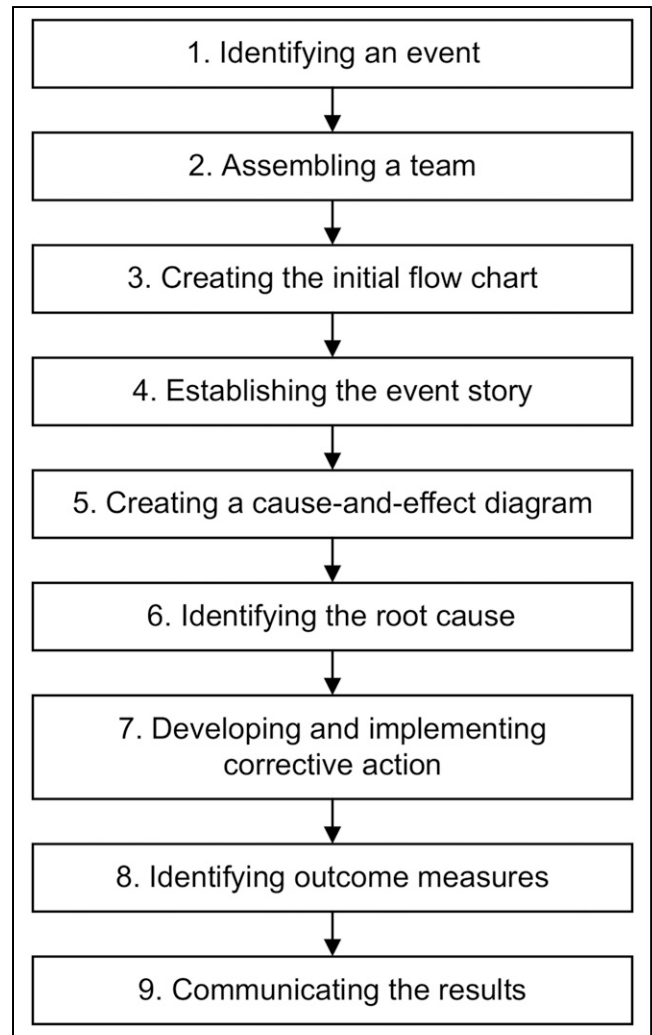 1. Identifying an event
2. Assembling a team
3. Creating the initial flow chart
4. Establishing the event story
5. Creating a cause-and-effect diagram
6. Identifying the root cause
7. Developing and implementing
corrective action
8. Identifying outcome measures
9. Communicating the results